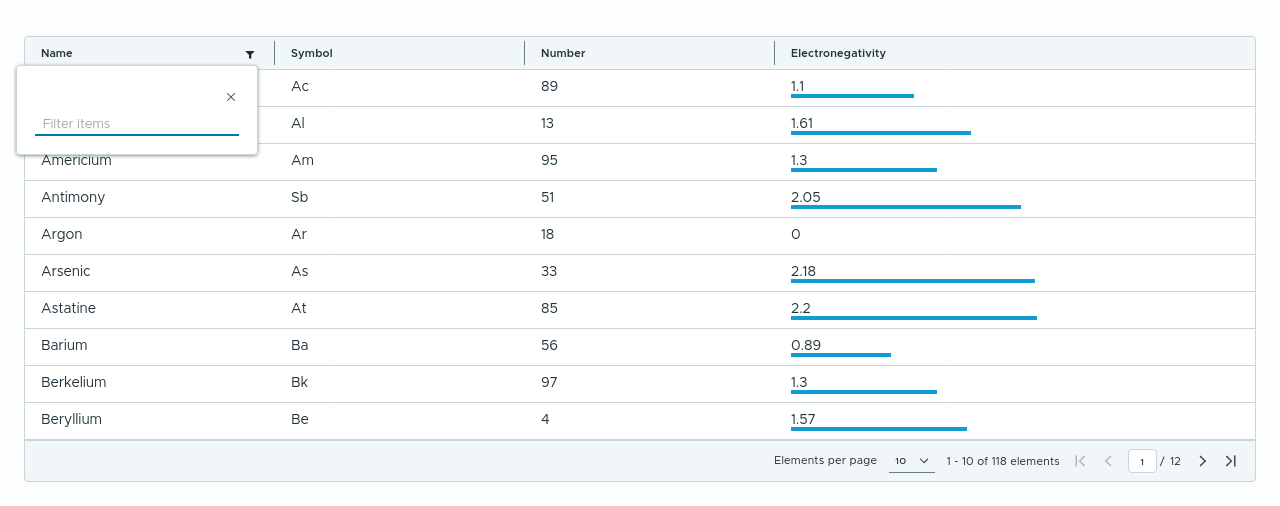 Name Symbol Number Electronegativity
Filter items
Ac 89 1.1
Al 13 1.61
Americium Am 95 1.3
Antimony Sb 51 2.05
Argon Ar 18 0
Arsenic As 33 2.18
Astatine At 85 2.2
Barium Ba 56 0.89
Berkelium Bk 97 1.3
Beryllium Be 4 1.57
Elements per page 10 1 - 10 of 118 elements 1 / 12